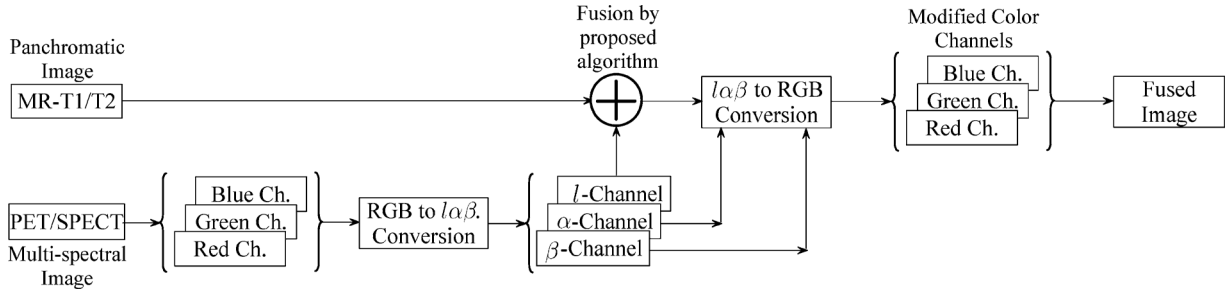 Panchromatic
Image
MR-T1/T2
Fusion by
proposed
algorithm
lαβ to RGB
Conversion
Modified Color
Channels
Blue Ch.
Green Ch.
Red Ch.
Fused
Image
PET/SPECT
Multi-spectral
Image
Blue Ch.
Green Ch.
Red Ch.
RGB to lαβ.
Conversion
l-Channel
α-Channel
β-Channel